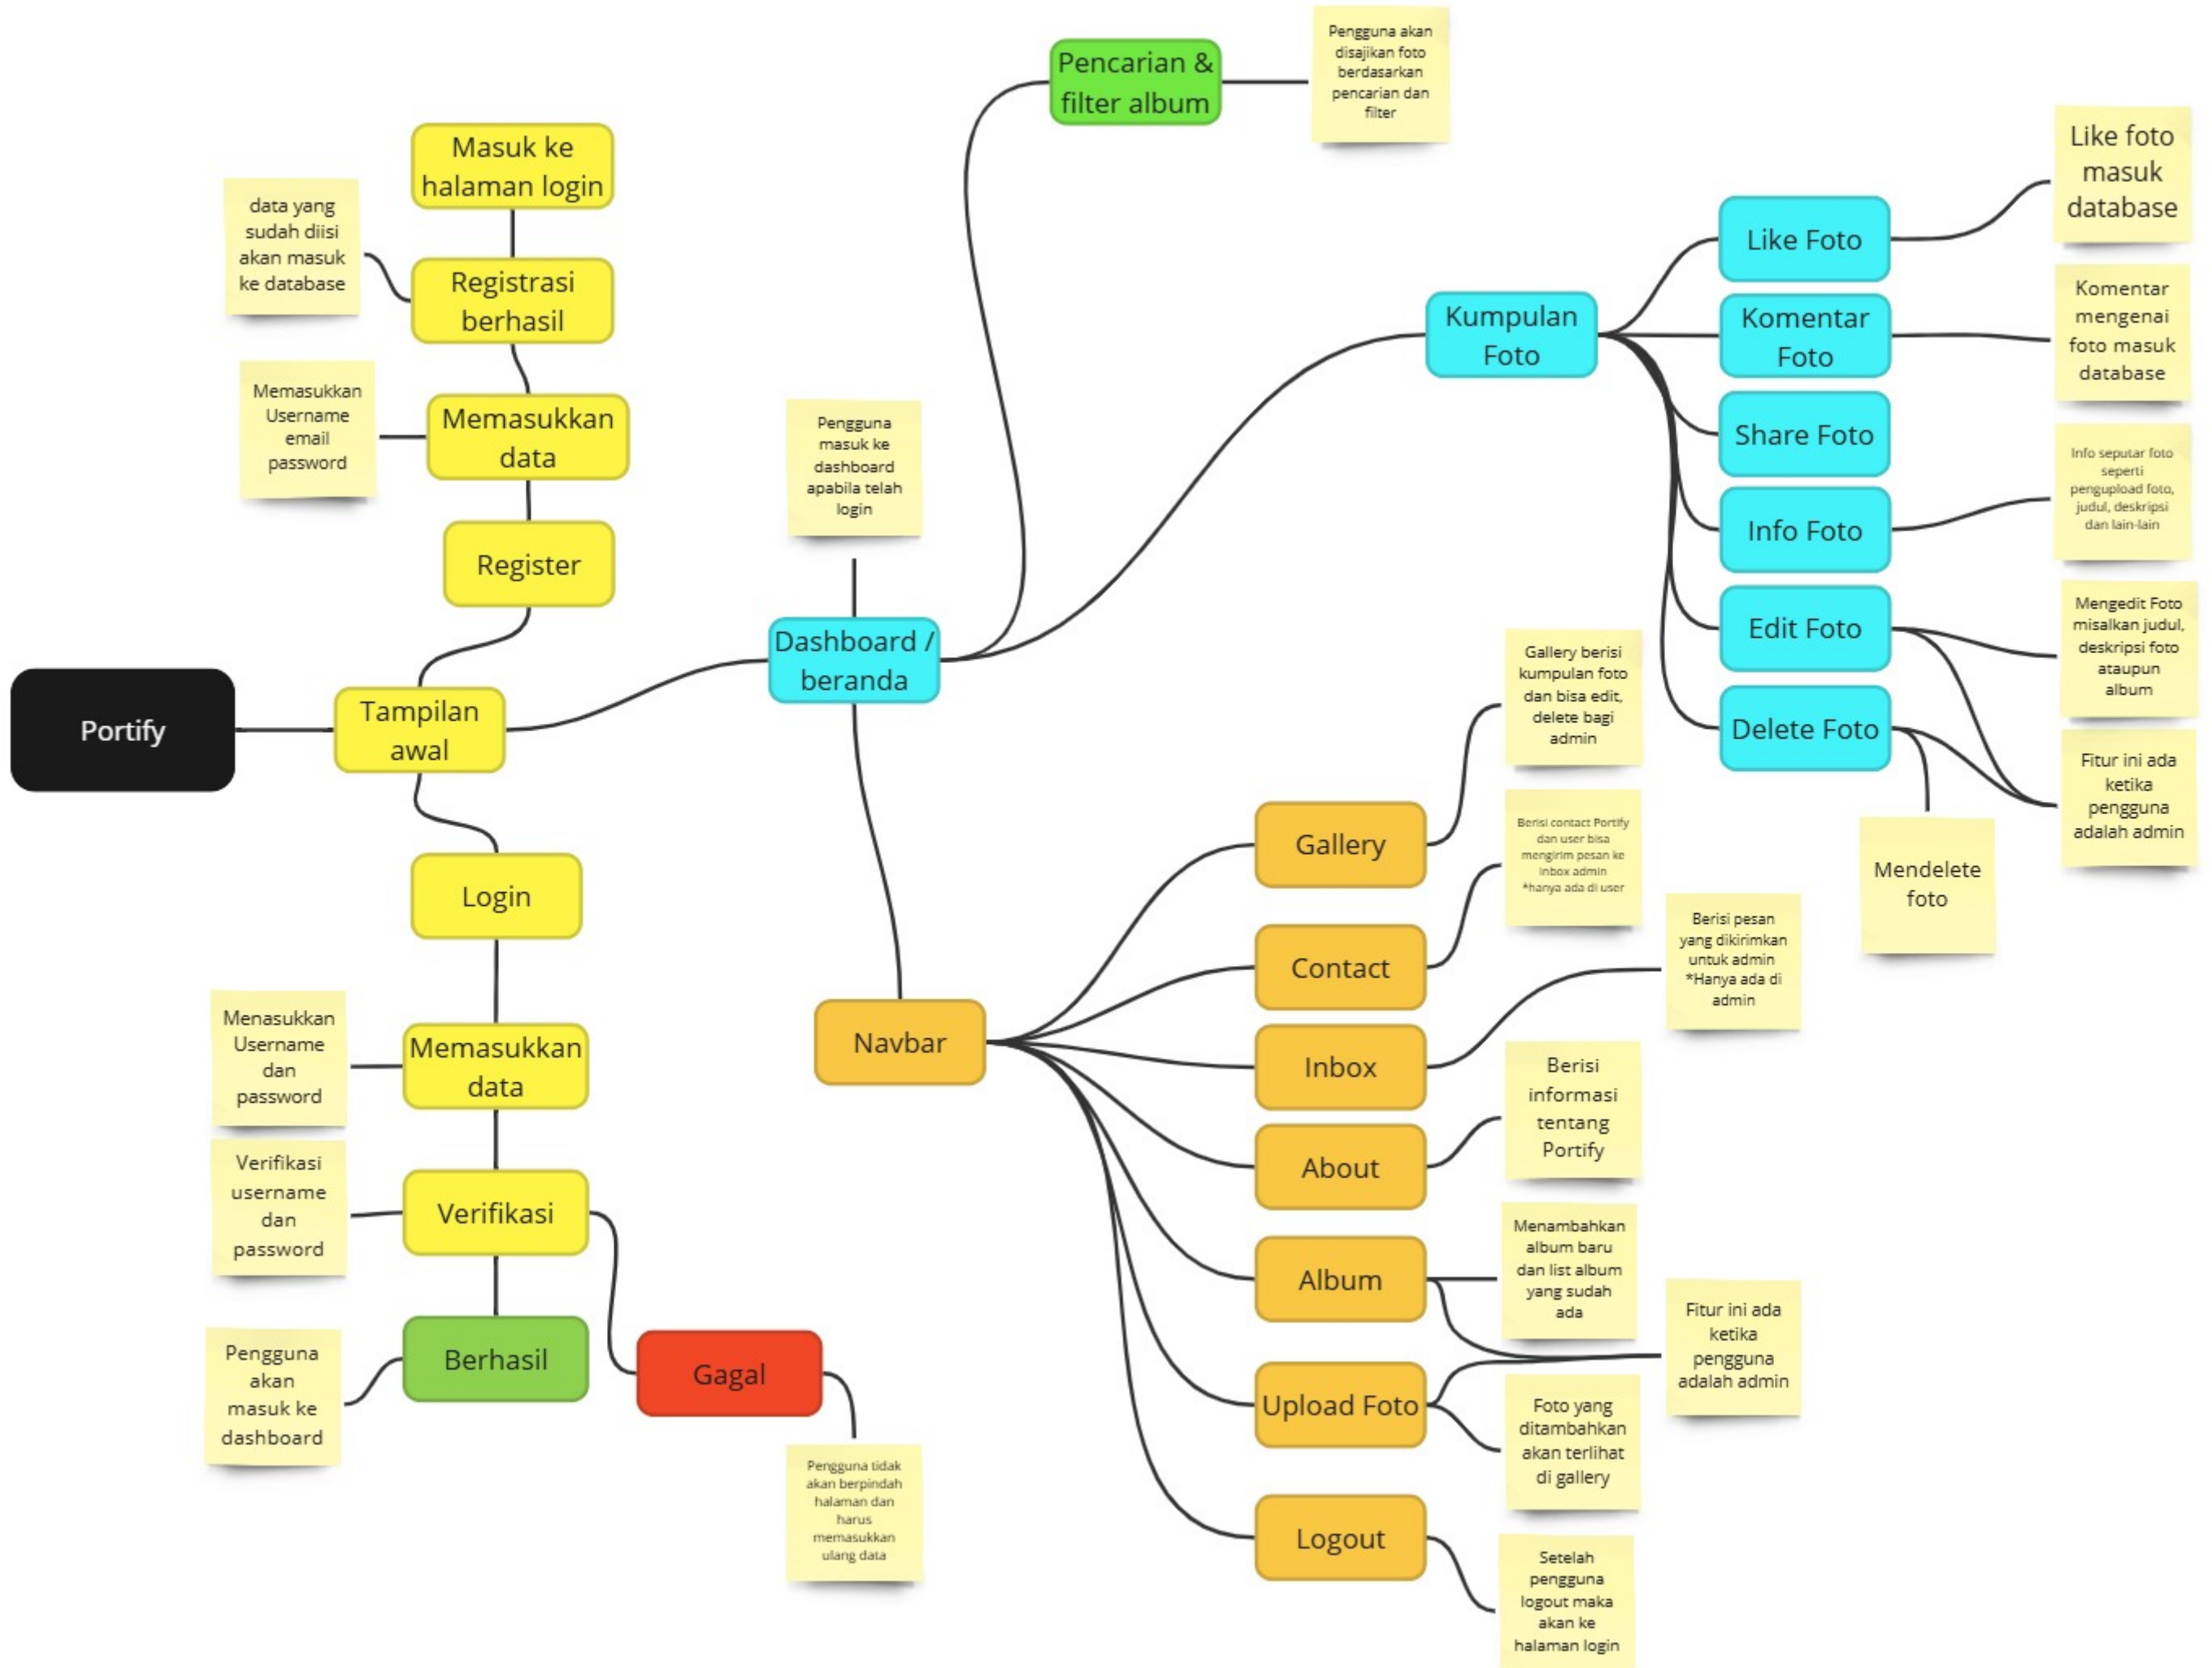 Portify
Tampilan
awal
Register
Memasukkan
data
Memasukkan
Username
email
password
Registrasi
berhasil
data yang
sudah diisi
akan masuk
ke database
Masuk ke
halaman login
Login
Memasukkan
data
Menasukkan
Username
dan
password
Verifikasi
Verifikasi
username
dan
password
Berhasil
Pengguna
akan
masuk ke
dashboard
Gagal
Pengguna tidak
akan berpindah
halaman dan
harus
memasukkan
ulang data
Dashboard /
beranda
Pengguna
masuk ke
dashboard
apabila telah
login
Pencarian &
filter album
Pengguna akan
disajikan foto
berdasarkan
pencarian dan
filter
Kumpulan
Foto
Like Foto
Like foto
masuk
database
Komentar
Foto
Komentar
mengenai
foto masuk
database
Share Foto
Info Foto
Info seputar foto
seperti
pengupload foto,
judul, deskripsi
dan lain-lain
Edit Foto
Mengedit Foto
misalkan judul,
deskripsi foto
ataupun
album
Delete Foto
Fitur ini ada
ketika
pengguna
adalah admin
Mendelete
foto
Navbar
Gallery
Gallery berisi
kumpulan foto
dan bisa edit,
delete bagi
admin
Contact
Berisi contact Portify
dan user bisa
mengirim pesan ke
inbox admin
*hanya ada di user
Inbox
Berisi pesan
yang dikirimkan
untuk admin
*Hanya ada di
admin
About
Berisi
informasi
tentang
Portify
Album
Menambahkan
album baru
dan list album
yang sudah
ada
Fitur ini ada
ketika
pengguna
adalah admin
Upload Foto
Foto yang
ditambahkan
akan terlihat
di gallery
Logout
Setelah
pengguna
logout maka
akan ke
halaman login